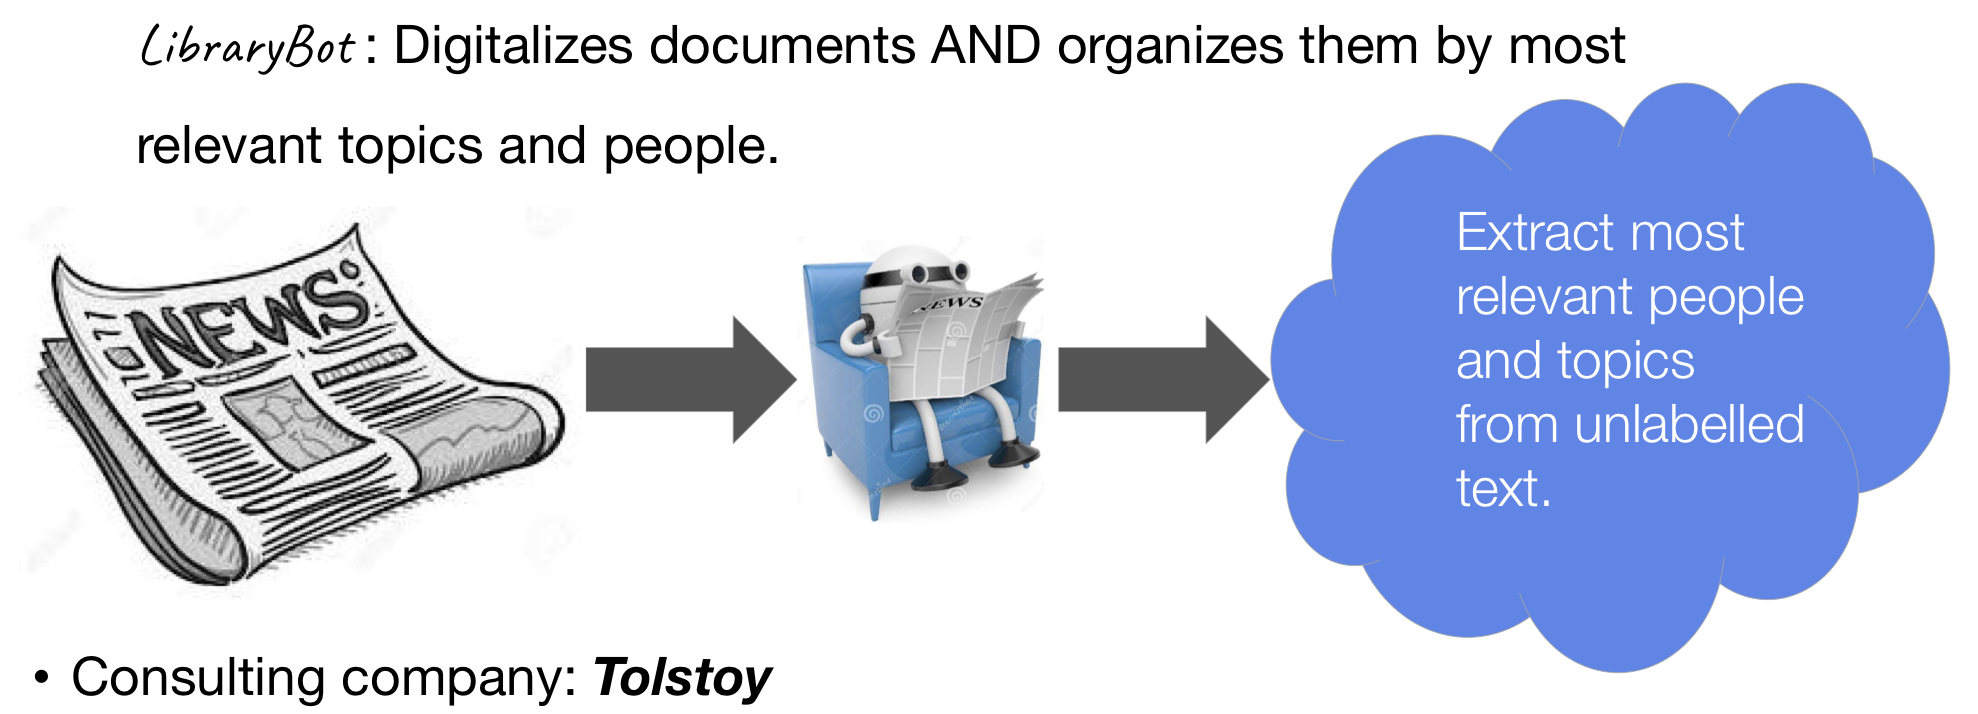 LibraryBot : Digitalizes documents AND organizes them by most
relevant topics and people.
NEWS
NEWS
Extract most
relevant people
and topics
from unlabelled
text.
• Consulting company: Tolstoy